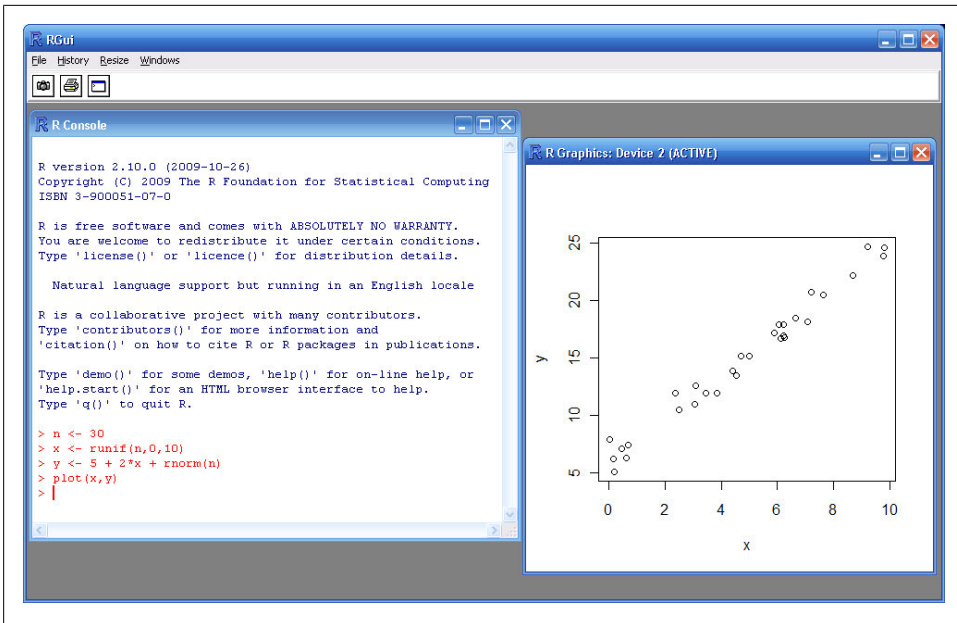 RGui
File History Resize Windows
R Console
R version 2.10.0 (2009-10-26)
Copyright (C) 2009 The R Foundation for Statistical Computing
ISBN 3-900051-07-0
R is free software and comes with ABSOLUTELY NO WARRANTY.
You are welcome to redistribute it under certain conditions.
Type 'license()' or 'licence()' for distribution details.
Natural language support but running in an English locale
R is a collaborative project with many contributors.
Type 'contributors()' for more information and
'citation()' on how to cite R or R packages in publications.
Type 'demo()' for some demos, 'help()' for on-line help, or
'help.start()' for an HTML browser interface to help.
Type 'q()' to quit R.
> n <- 30
> x <- runif(n,0,10)
> y <- 5 + 2*x + rnorm(n)
> plot(x,y)
>
R Graphics: Device 2 (ACTIVE)
25
20
15
10
5
y
0 2 4 6 8 10
x